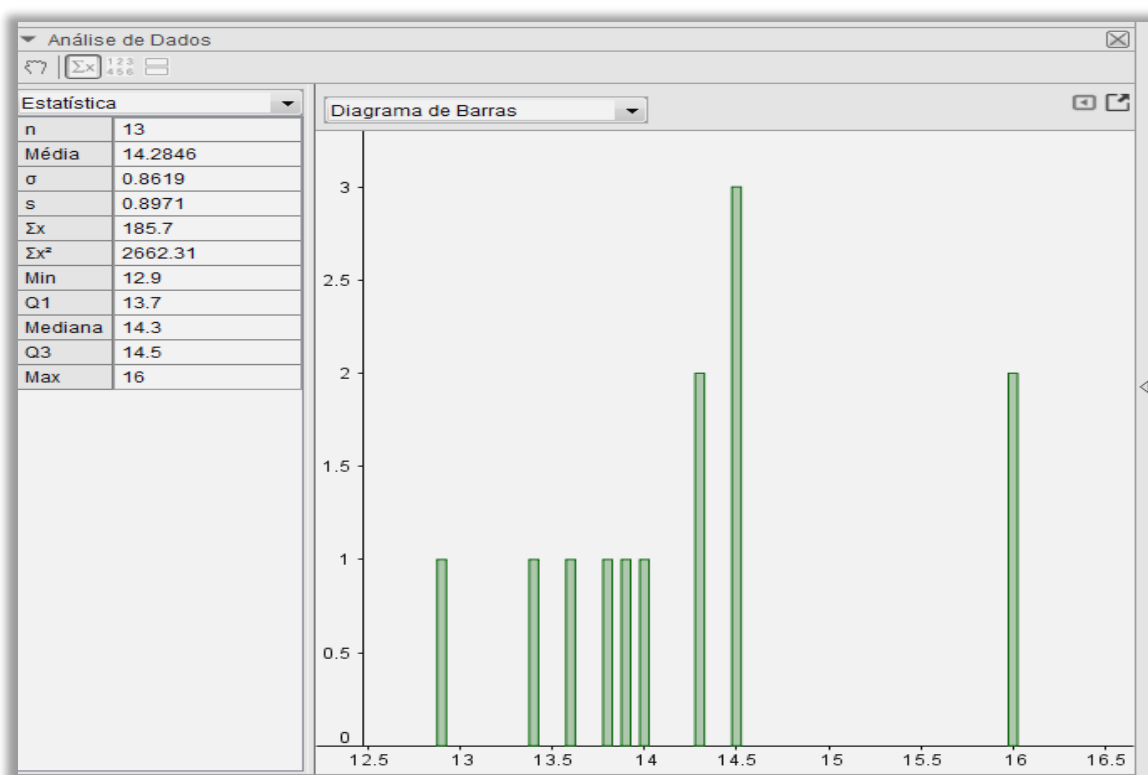 Análise de Dados
Σx 123
456
Estatística
n 13
Média 14.2846
σ 0.8619
s 0.8971
Σx 185.7
Σx² 2662.31
Min 12.9
Q1 13.7
Mediana 14.3
Q3 14.5
Max 16
Diagrama de Barras
3
2.5
2
1.5
1
0.5
0
12.5 13 13.5 14 14.5 15 15.5 16 16.5